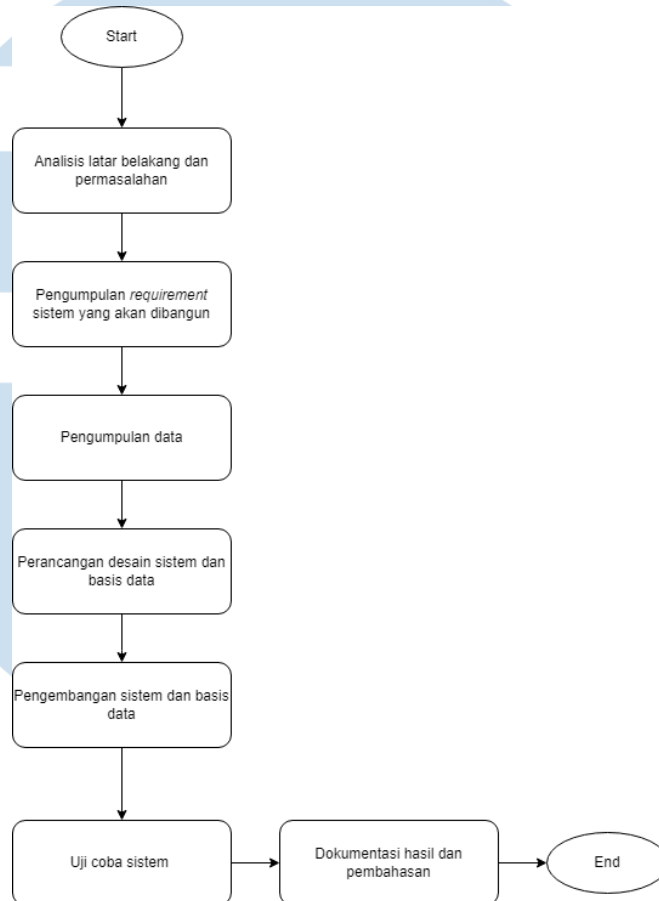 Start
Analisis latar belakang dan
permasalahan
Pengumpulan requirement
sistem yang akan dibangun
Pengumpulan data
Perancangan desain sistem dan
basis data
Pengembangan sistem dan basis
data
Uji coba sistem
Dokumentasi hasil dan
pembahasan
End